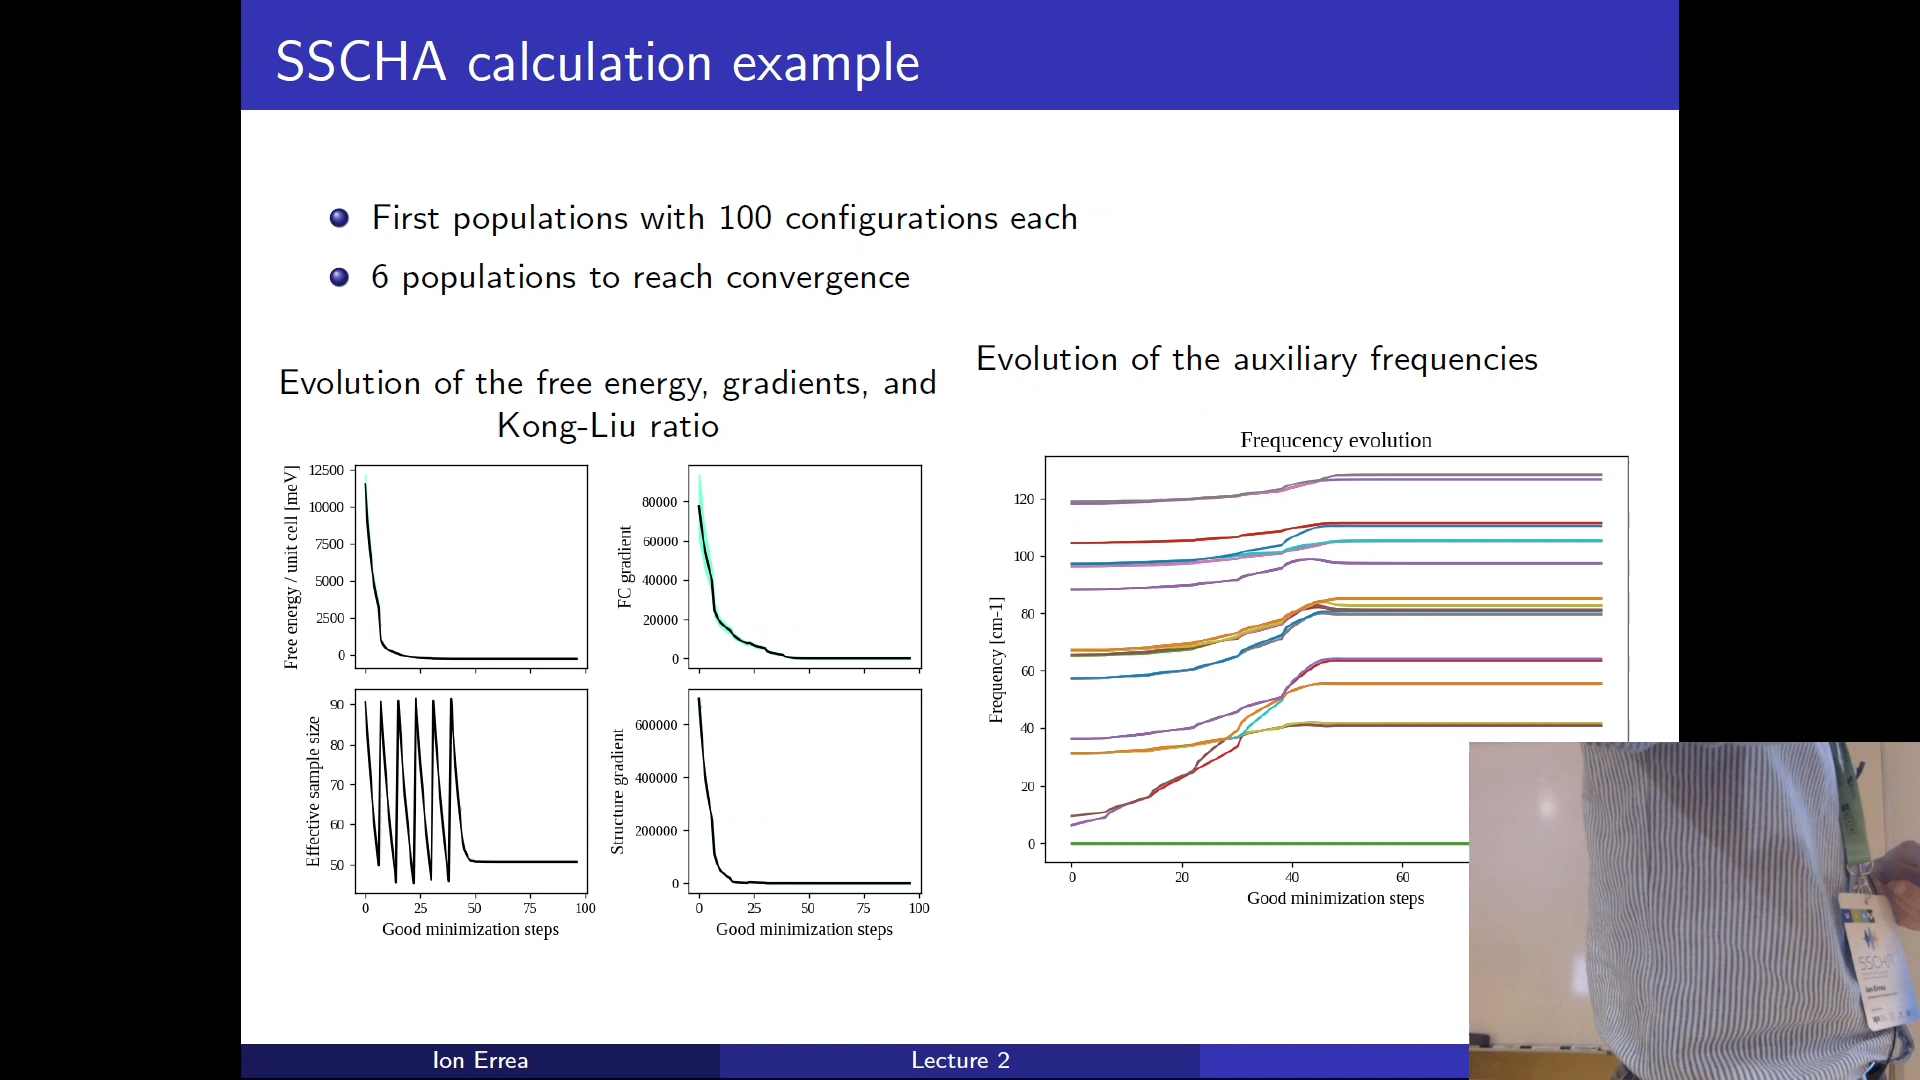 SSCHA calculation example
First populations with 100 configurations each
6 populations to reach convergence
Evolution of the free energy, gradients, and
Kong-Liu ratio
Evolution of the auxiliary frequencies
Free energy / unit cell [meV]
12500
10000
7500
5000
2500
0
FC gradient
80000
60000
40000
20000
0
Effective sample size
90
80
70
60
50
0 25 50 75 100
Good minimization steps
Structure gradient
600000
400000
200000
0
0 25 50 75 100
Good minimization steps
Frequcency evolution
Frequency [cm-1]
120
100
80
60
40
20
0
0 20 40 60
Good minimization steps
SSCHA
Ion Errea
Ion Errea
Lecture 2